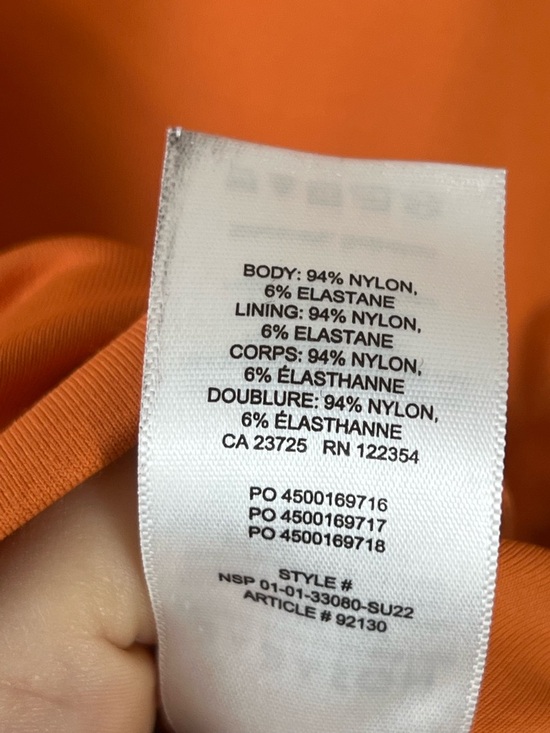 BODY: 94% NYLON,
6% ELASTANE
LINING: 94% NYLON,
6% ELASTANE
CORPS: 94% NYLON,
6% ÉLASTHANNE
DOUBLURE: 94% NYLON,
6% ÉLASTHANNE
CA 23725 RN 122354
PO 4500169716
PO 4500169717
PO 4500169718
STYLE #
NSP 01-01-33080-SU22
ARTICLE # 92130